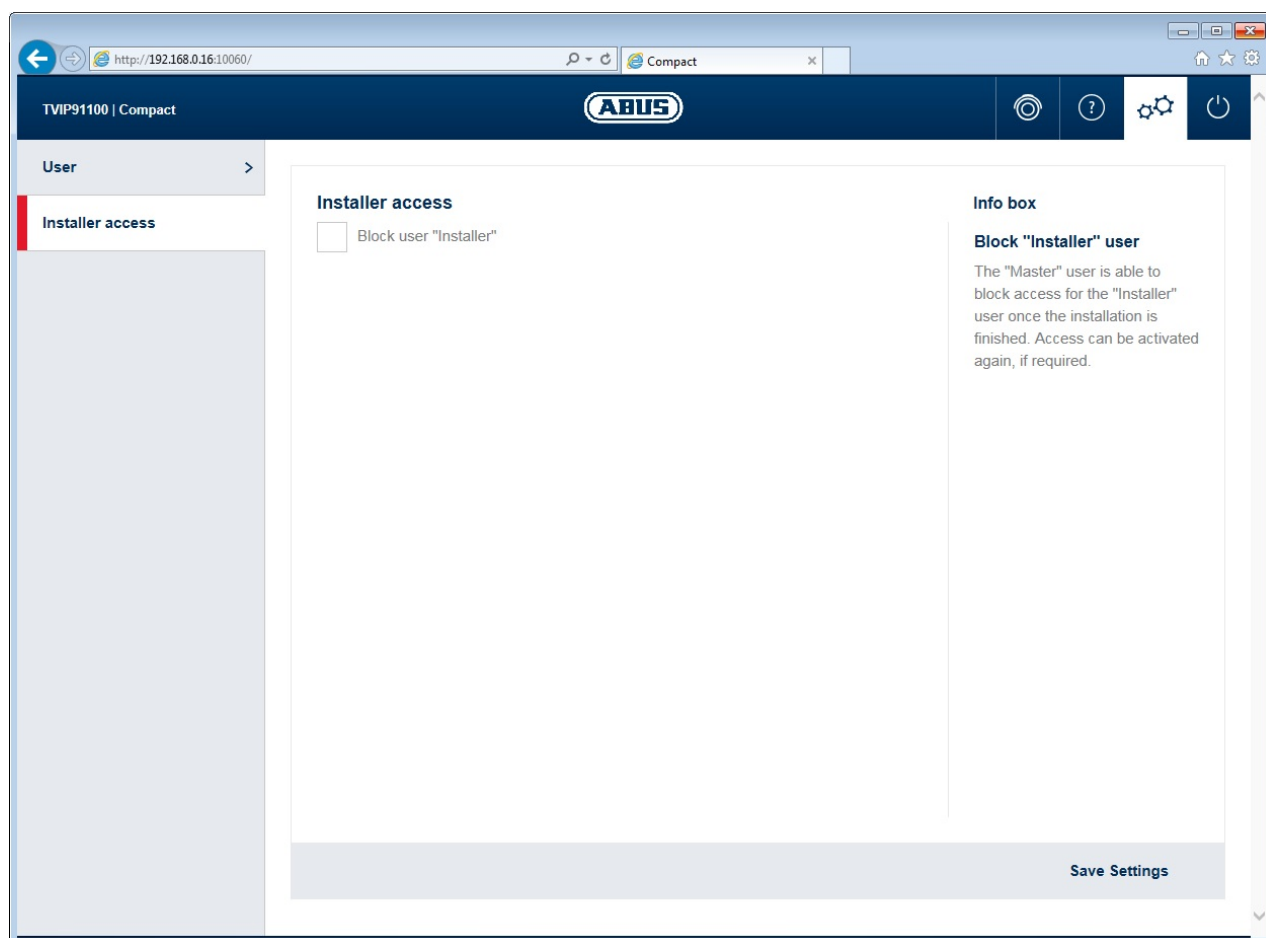 http://192.168.0.16:10060/
Compact
TVIP91100 | Compact
ABUS
?
User >
Installer access
Installer access
Block user "Installer"
Info box
Block "Installer" user
The "Master" user is able to
block access for the "Installer"
user once the installation is
finished. Access can be activated
again, if required.
Save Settings